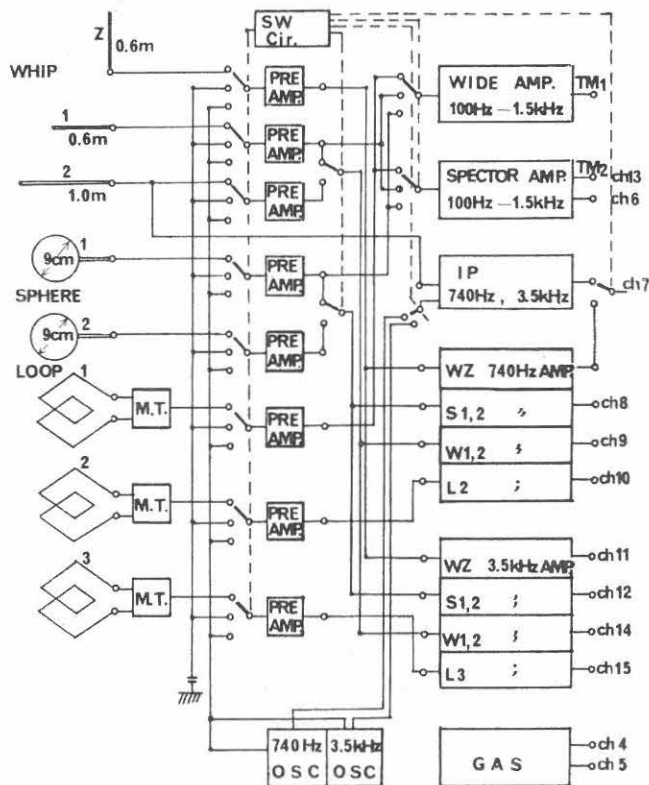 SW
Cir.
Z
0.6m
WHIP
PRE
AMP.
WIDE AMP.
100Hz – 1.5kHz
TM1
1
0.6m
PRE
AMP.
2
1.0m
PRE
AMP.
SPECTOR AMP.
100Hz – 1.5kHz
TM2
ch13
ch6
1
9cm
SPHERE
PRE
AMP.
IP
740Hz, 3.5kHz
ch7
2
9cm
LOOP
PRE
AMP.
WZ 740Hz AMP.
S1,2 〃
ch8
W1,2
ch9
L2
ch10
1
M.T.
PRE
AMP.
2
M.T.
PRE
AMP.
3
M.T.
PRE
AMP.
WZ 3.5kHz AMP
ch11
S1,2
ch12
W1,2
ch14
L3
ch15
740Hz
OSC
3.5kHz
OSC
GAS
ch4
ch5